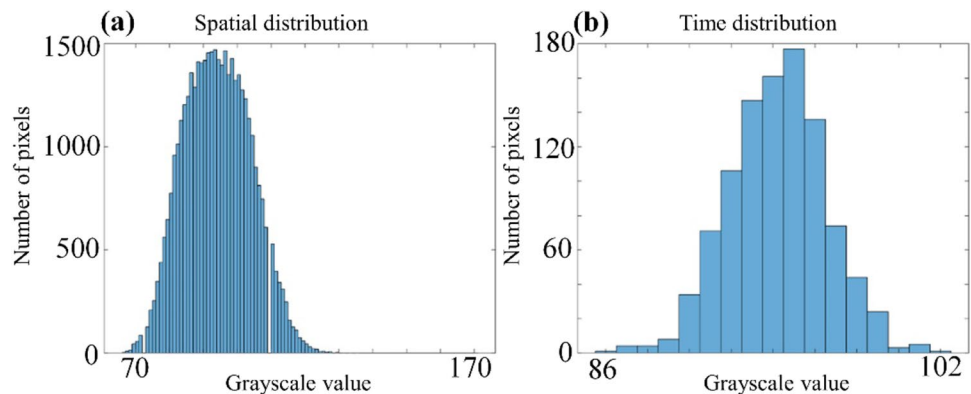 (a) Spatial distribution
1500
1000
500
0
70
170
Number of pixels
Grayscale value
(b) Time distribution
180
120
60
0
86
102
Number of pixels
Grayscale value